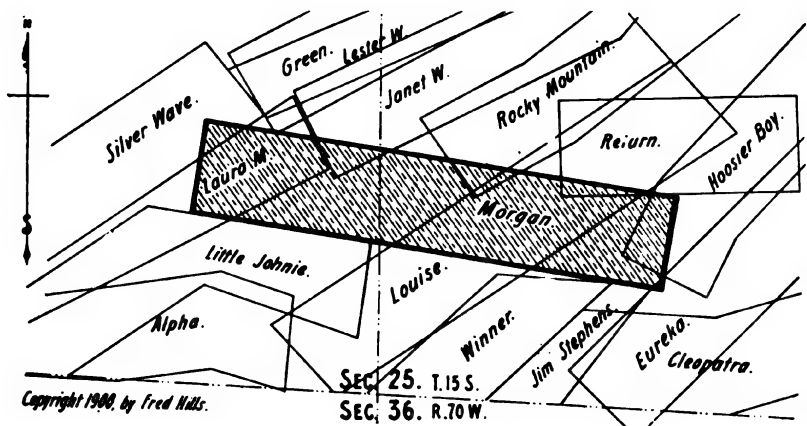 Green.
Lester W.
Janet W.
Rocky Mountain.
Silver Wave.
Return.
Hoosier Boy.
Laura M.
Morgan.
Little Johnie.
Louise.
Alpha.
Winner.
Jim Stephens.
Eureka.
Cleopatra.
SEC. 25. T.15 S.
SEC. 36. R.70 W.
Copyright 1900, by Fred Hills.
S